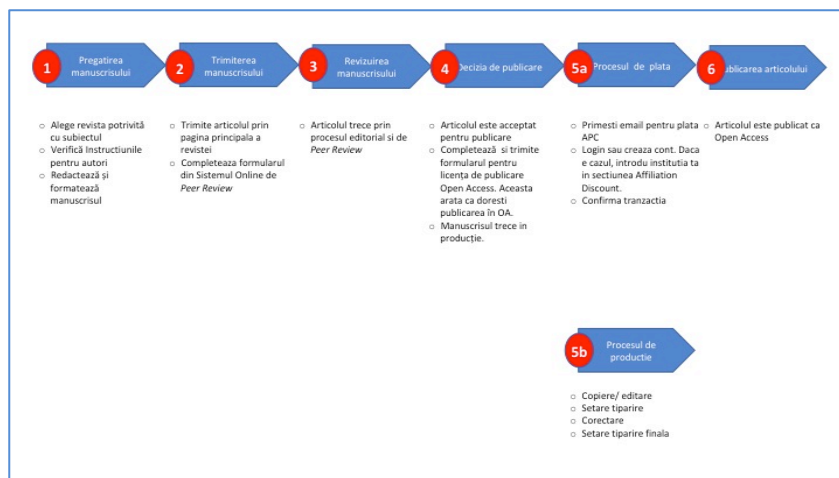 1
Pregatirea
manuscrisului
o Alege revista potrivită
cu subiectul
o Verifică Instructiunile
pentru autori
o Redactează și
formatează
manuscrisul
2
Trimiterea
manuscrisului
o Trimite articolul prin
pagina principala a
revistei
o Completeaza formularul
din Sistemul Online de
Peer Review
3
Revizuirea
manuscrisului
o Articolul trece prin
procesul editorial si de
Peer Review
4
Decizia de publicare
o Articolul este acceptat
pentru publicare
o Completează si trimite
formularul pentru
licența de publicare
Open Access. Aceasta
arata ca doresti
publicarea în OA.
o Manuscrisul trece in
producție.
5a
Procesul de plata
o Primesti email pentru plata
APC
o Login sau creaza cont. Daca
e cazul, introdu institutia ta
in sectiunea Affiliation
Discount.
o Confirma tranzactia
6
Publicarea articolului
o Articolul este publicat ca
Open Access
5b
Procesul de
productie
o Copiere/ editare
o Setare tiparire
o Corectare
o Setare tiparire finala